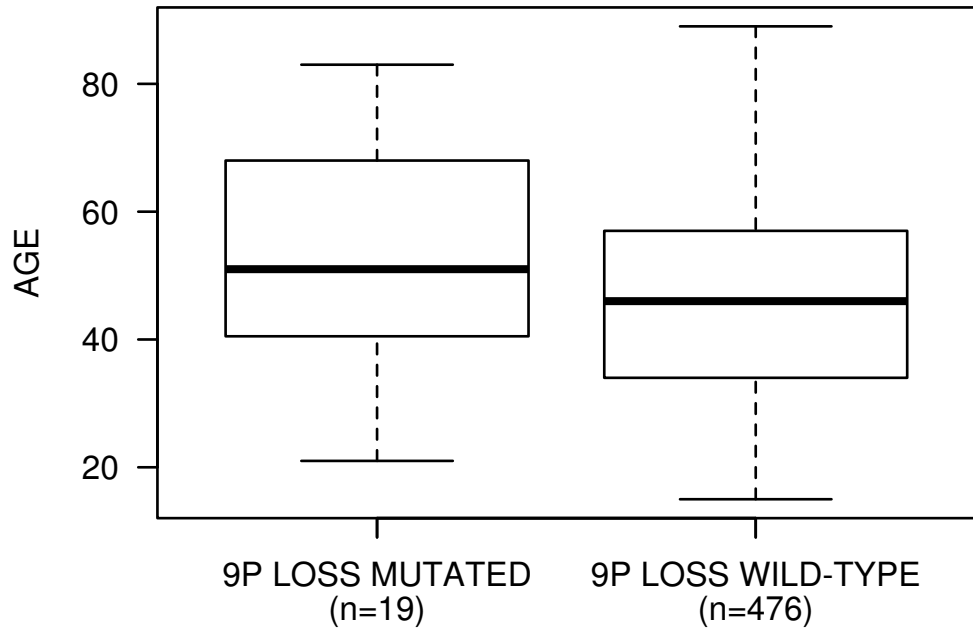 AGE
80
60
40
20
9P LOSS MUTATED
(n=19)
9P LOSS WILD-TYPE
(n=476)